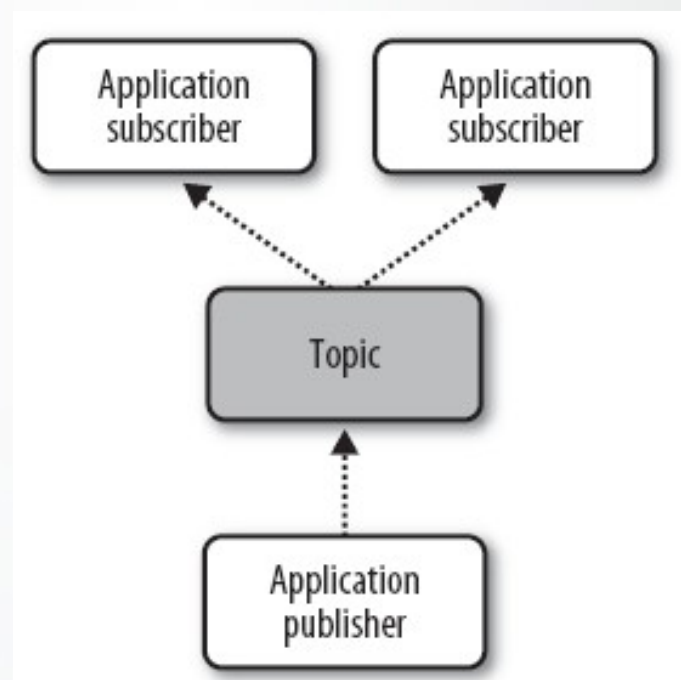 Application
subscriber
Application
subscriber
Topic
Application
publisher